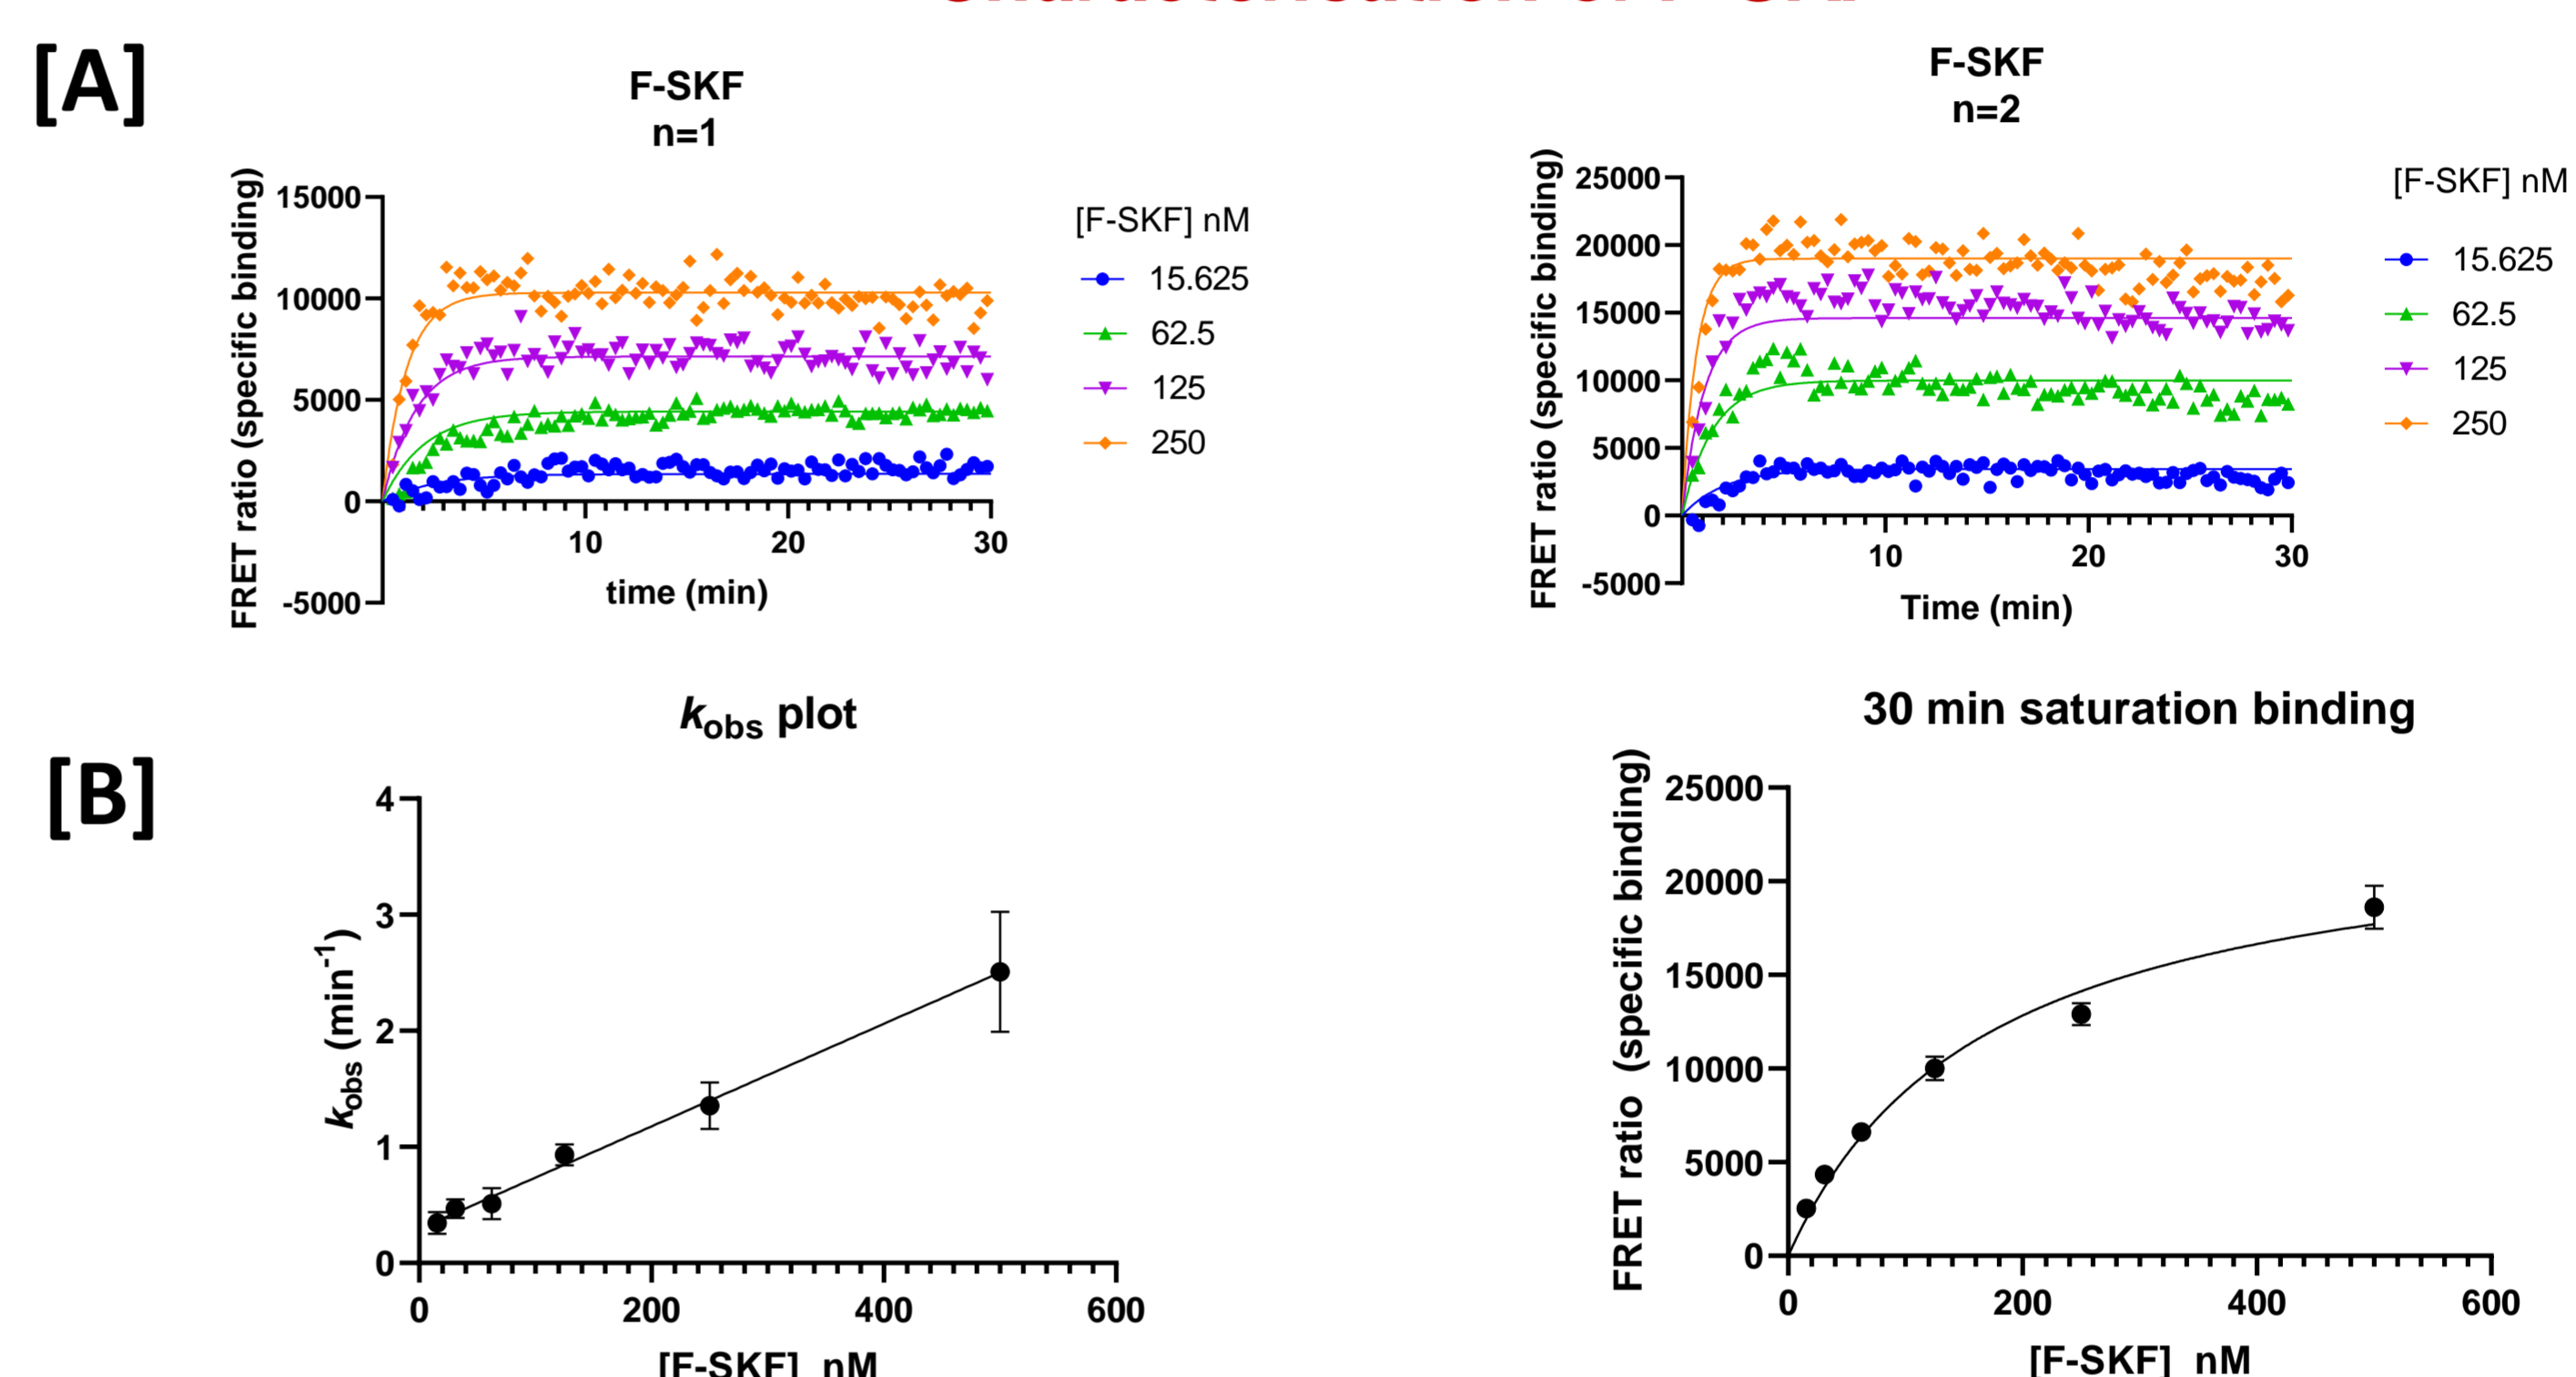 [A]
F-SKF
n=1
FRET ratio (specific binding)
15000
10000
5000
0
-5000
10
20
30
time (min)
[F-SKF] nM
15.625
62.5
125
250
F-SKF
n=2
FRET ratio (specific binding)
25000
20000
15000
10000
5000
0
-5000
10
20
30
Time (min)
[F-SKF] nM
15.625
62.5
125
250
[B]
kobs plot
kobs (min-1)
4
3
2
1
0
0
200
400
600
[F-SKF] nM
30 min saturation binding
FRET ratio (specific binding)
25000
20000
15000
10000
5000
0
0
200
400
600
[F-SKF] nM